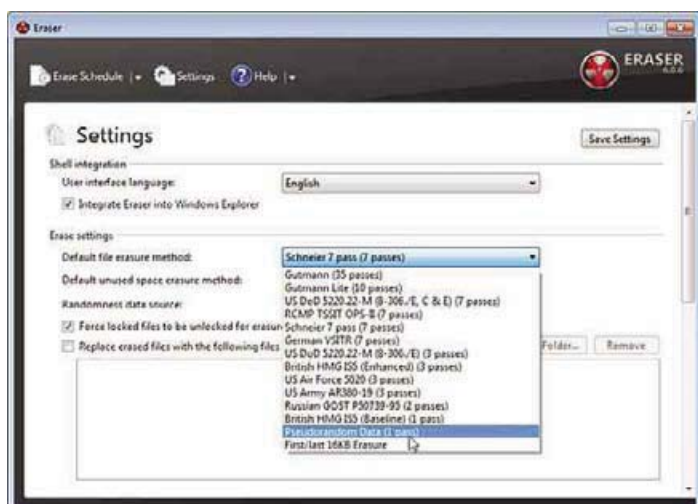 Eraser
Erase Schedule
Settings
Help
ERASER
6.0.6
Settings
Save Settings
Shell integration
User interface language:
English
Integrate Eraser into Windows Explorer
Erase settings
Default file erasure method:
Schneier 7 pass (7 passes)
Default unused space erasure method:
Randomness data source:
Force locked files to be unlocked for erasur
Replace erased files with the following files
Gutmann (35 passes)
Gutmann Lite (10 passes)
US DoD 5220.22-M (8-306./E, C & E) (7 passes)
RCMP TSSIT OPS-II (7 passes)
Schneier 7 pass (7 passes)
German VSITR (7 passes)
US DoD 5220.22-M (8-306./E) (3 passes)
British HMG IS5 (Enhanced) (3 passes)
US Air Force 5020 (3 passes)
US Army AR380-19 (3 passes)
Russian GOST P50739-95 (2 passes)
British HMG IS5 (Baseline) (1 pass)
Pseudorandom Data (1 pass)
First/last 16KB Erasure
Folder...
Remove